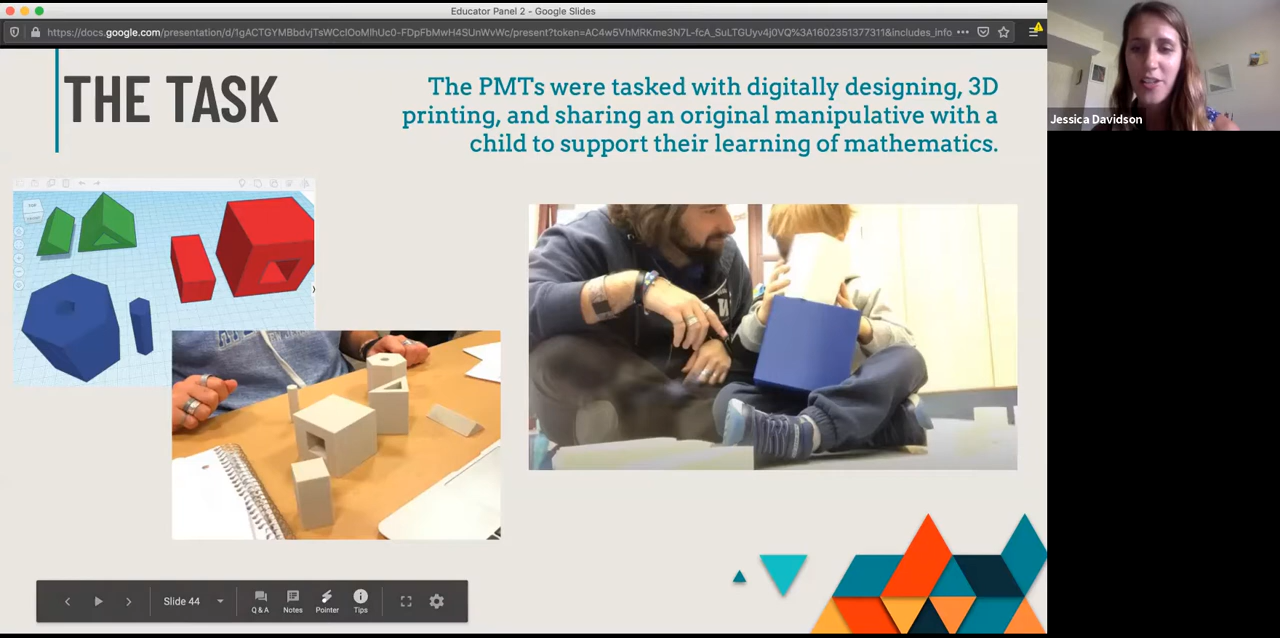 Educator Panel 2 - Google Slides
https://docs.google.com/presentation/d/1gACTGYMBbdvjTsWCclOoMlhUc0-FDpFbMwH4SUnWvWc/present?token=AC4w5VhMRKme3N7L-fcA_SuLTGUyv4j0VQ%3A1602351377311&includes_info
THE TASK
The PMTs were tasked with digitally designing, 3D
printing, and sharing an original manipulative with a
child to support their learning of mathematics.
Jessica Davidson
Slide 44
Q & A
Notes
Pointer
Tips